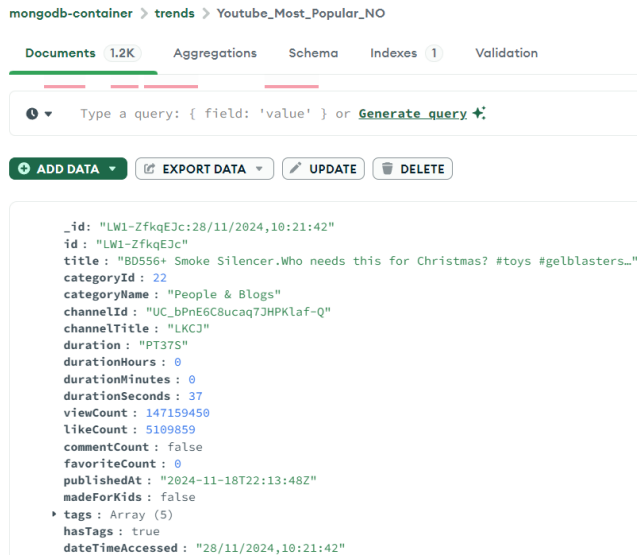 mongodb-container > trends > Youtube_Most_Popular_NO
Documents 1.2K Aggregations Schema Indexes 1 Validation
Type a query: { field: 'value' } or Generate query
ADD DATA EXPORT DATA UPDATE DELETE
_id: "LW1-ZfkqEJc:28/11/2024,10:21:42"
id : "LW1-ZfkqEJc"
title : "BD556+ Smoke Silencer.Who needs this for Christmas? #toys #gelblasters…"
categoryId : 22
categoryName : "People & Blogs"
channelId : "UC_bPnE6C8ucaq7JHPKlaf-Q"
channelTitle : "LKCJ"
duration : "PT37S"
durationHours : 0
durationMinutes : 0
durationSeconds : 37
viewCount : 147159450
likeCount : 5109859
commentCount : false
favoriteCount : 0
publishedAt : "2024-11-18T22:13:48Z"
madeForKids : false
tags : Array (5)
hasTags : true
dateTimeAccessed : "28/11/2024,10:21:42"